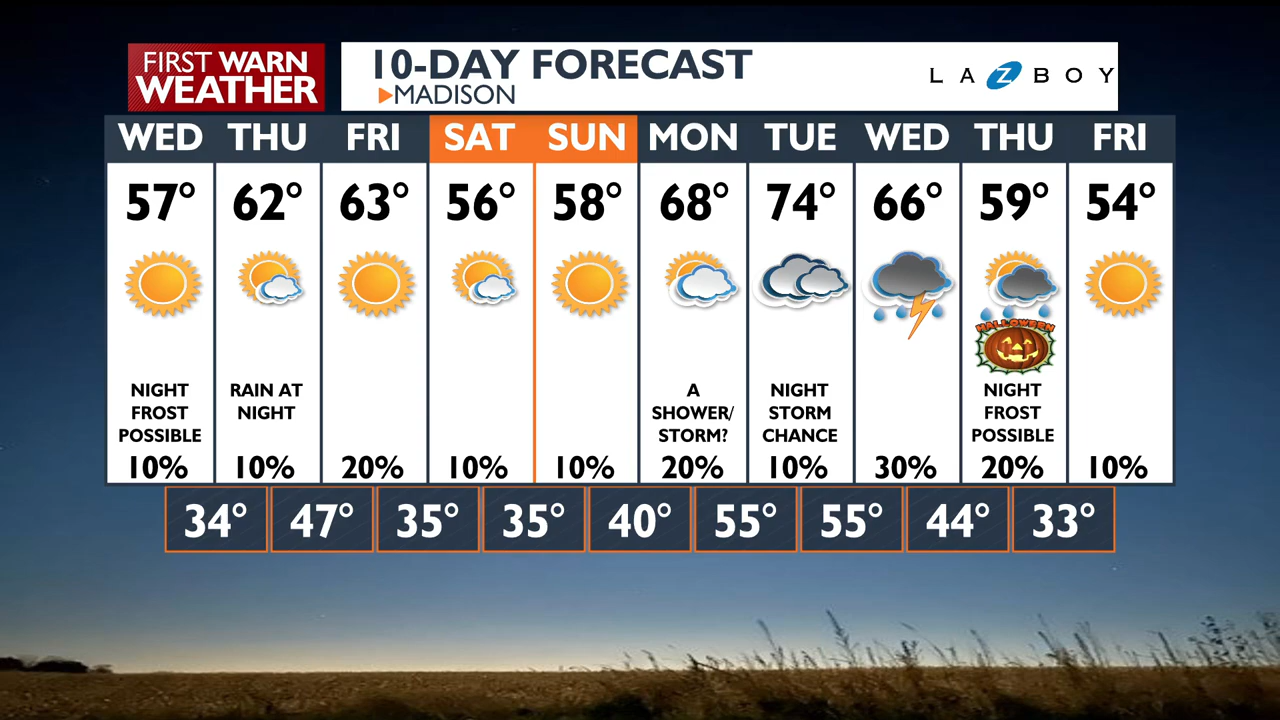 FIRST WARN
WEATHER
10-DAY FORECAST
MADISON
LAZBOY
WED THU FRI SAT SUN MON TUE WED THU FRI
57° 62° 63° 56° 58° 68° 74° 66° 59° 54°
HALLOWEEN
NIGHT
FROST
POSSIBLE
RAIN AT
NIGHT
A
SHOWER/
STORM?
NIGHT
STORM
CHANCE
NIGHT
FROST
POSSIBLE
10% 10% 20% 10% 10% 20% 10% 30% 20% 10%
34° 47° 35° 35° 40° 55° 55° 44° 33°